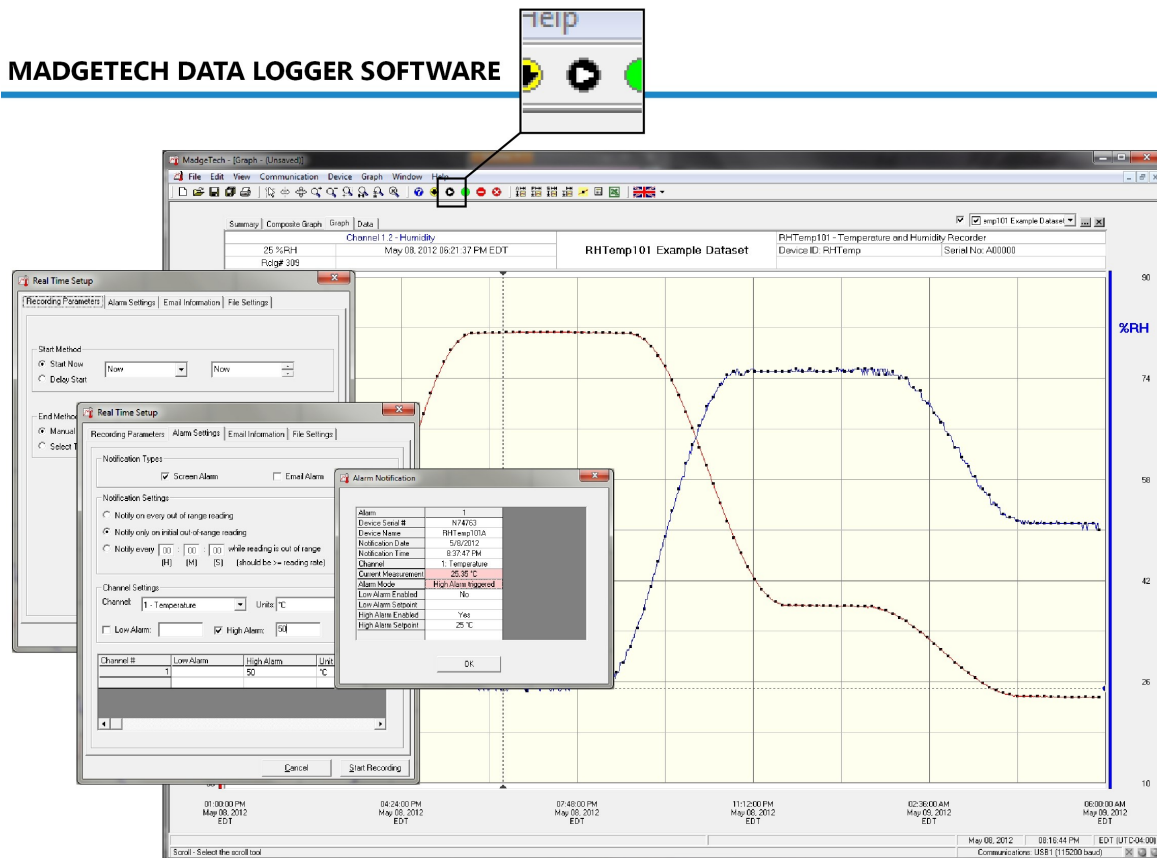 Help
MADGETECH DATA LOGGER SOFTWARE
MadgeTech - [Graph - (Unsaved)]
File Edit View Communication Device Graph Window Help
Summary Composite Graph Graph Data
emp101 Example Dataset
Channel 1.2 - Humidity
25 %RH May 08, 2012 06:21:37 PM EDT
Rdg# 309
RHTemp101 Example Dataset
RHTemp101 - Temperature and Humidity Recorder
Device ID: RHTemp Serial No: A00000
90
%RH
74
58
42
26
10
Real Time Setup
Recording Parameters Alarm Settings Email Information File Settings
Start Method
Start Now Now Now
Delay Start
End Metho
Manual
Select T
Real Time Setup
Recording Parameters Alarm Settings Email Information File Settings
Notification Types
Screen Alarm Email Alarm
Notification Settings
Notify on every out of range reading
Notify only on initial out-of-range reading
Notify every 00 : 00 : 00 while reading is out of range
(H) (M) (S) (should be >= reading rate)
Channel Settings
Channel: 1 - Temperature Units: °C
Low Alarm: High Alarm: 50
Channel # Low Alarm High Alarm Unit
1 50 °C
Cancel Start Recording
Alarm Notification
Alarm 1
Device Serial # N74763
Device Name RHTemp101A
Notification Date 5/8/2012
Notification Time 8:37:47 PM
Channel 1: Temperature
Current Measurement 25.35 °C
Alarm Mode High Alarm triggered
Low Alarm Enabled No
Low Alarm Setpoint
High Alarm Enabled Yes
High Alarm Setpoint 25 °C
OK
01:00:00 PM 04:24:00 PM 07:48:00 PM 11:12:00 PM 02:36:00 AM 06:00:00 AM
May 08, 2012 May 08, 2012 May 08, 2012 May 08, 2012 May 09, 2012 May 09, 2012
EDT EDT EDT EDT EDT EDT
May 08, 2012 08:16:44 PM EDT (UTC-04:00)
Scroll - Select the scroll tool Communications: USB1 (115200 baud)